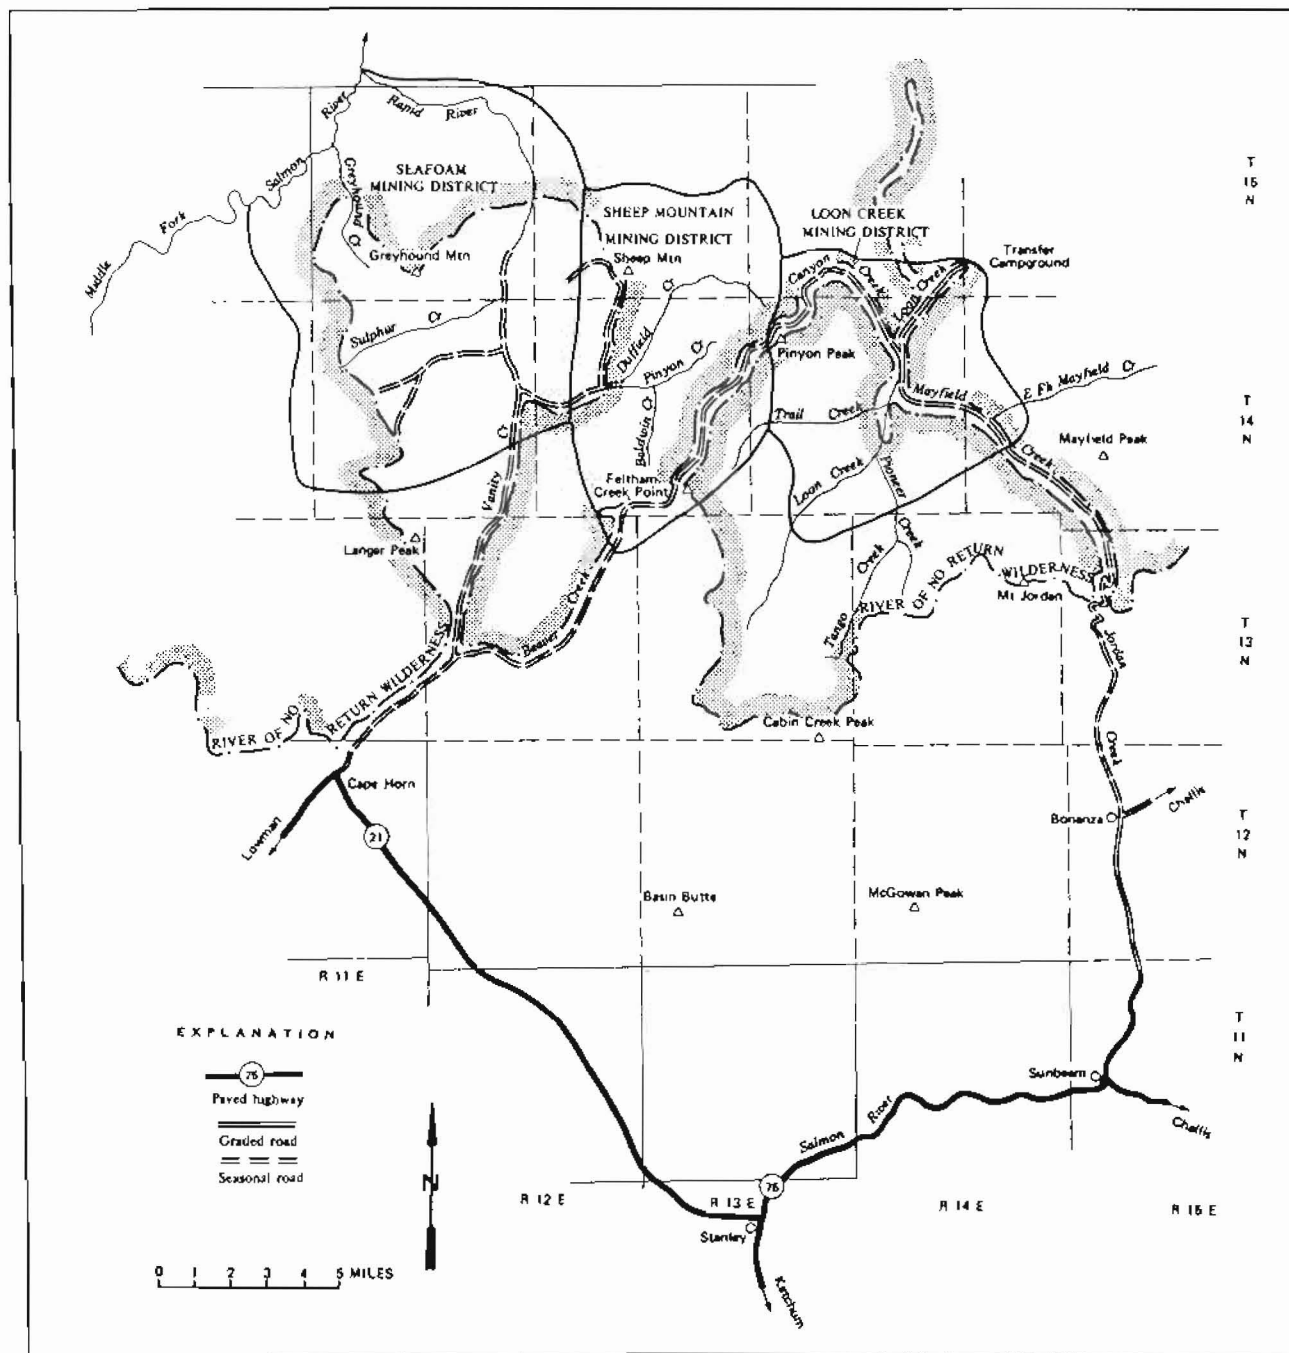 River
Rapid
River
Salmon
Fork
Middle
Greyhound Cr
SEAFOAM
MINING DISTRICT
T
15
N
SHEEP MOUNTAIN
MINING DISTRICT
LOON CREEK
MINING DISTRICT
Transfer
Campground
Greyhound Mtn
Sheep Mtn
Canyon
Creek
Loon Creek
Sulphur Cr
Duffield Cr
Pinyon Cr
Pinyon Peak
Baldwin Cr
Trail Creek
Mayfield
Creek
E Fk Mayfield Cr
T
14
N
Mayfield Peak
Vanity
Cr
Feltham
Creek Point
Loon Creek
Pioneer
Creek
Langer Peak
Beaver Creek
Tango Creek
RIVER OF NO RETURN
WILDERNESS
Mt Jordan
T
13
N
RIVER OF NO
RETURN WILDERNESS
Jordan
Creek
Cabin Creek Peak
Cape Horn
Lowman
21
Bonanza
Challis
T
12
N
Basin Butte
McGowan Peak
R 11 E
EXPLANATION
76
Paved highway
Graded road
Seasonal road
N
T
11
N
Sunbeam
Challis
Salmon River
R 12 E
R 13 E
76
R 14 E
R 15 E
Stanley
Ketchum
0 1 2 3 4 5 MILES